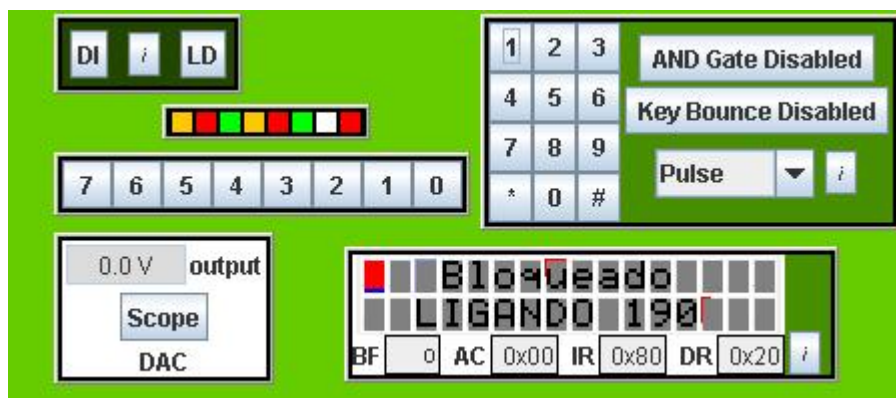 DI i LD
7 6 5 4 3 2 1 0
0.0 V output
Scope
DAC
1 2 3
4 5 6
7 8 9
* 0 #
AND Gate Disabled
Key Bounce Disabled
Pulse i
Bloqueado
LIGANDO 190
BF 0 AC 0x00 IR 0x80 DR 0x20 i